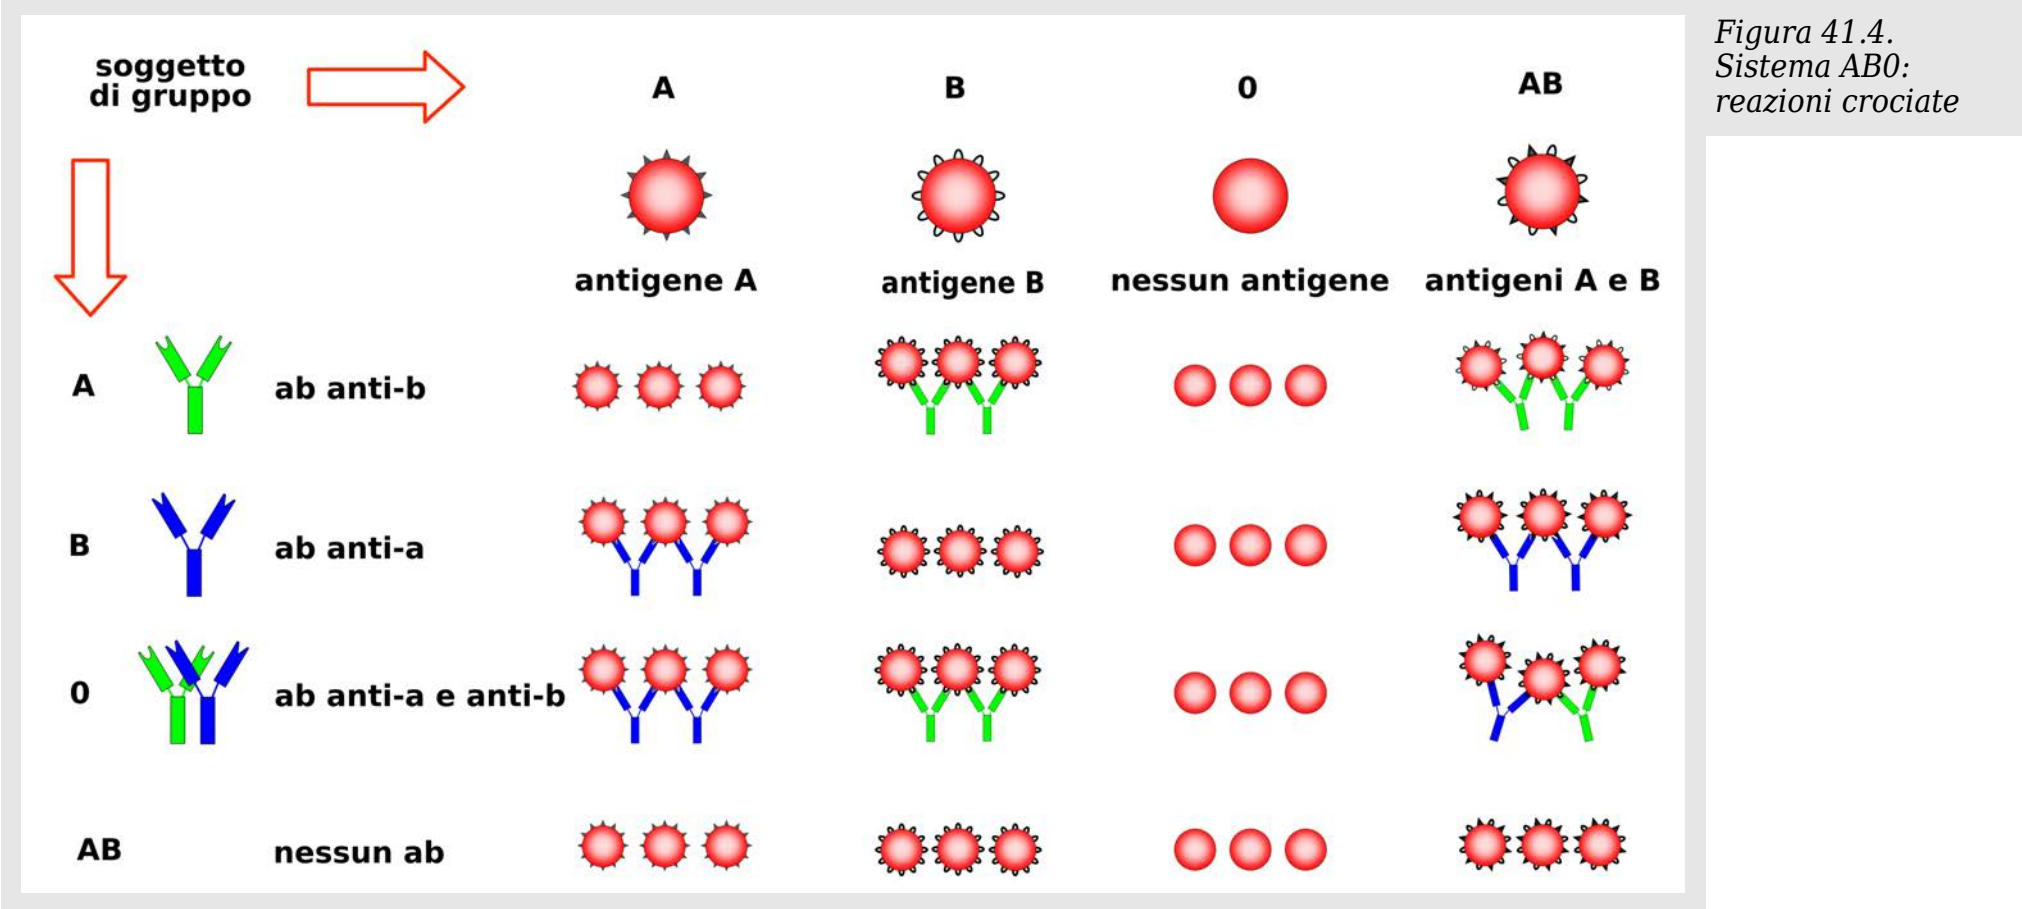 soggetto
di gruppo
A
B
0
AB
antigene A
antigene B
nessun antigene
antigeni A e B
A
ab anti-b
B
ab anti-a
0
ab anti-a e anti-b
AB
nessun ab
Figura 41.4.
Sistema AB0:
reazioni crociate